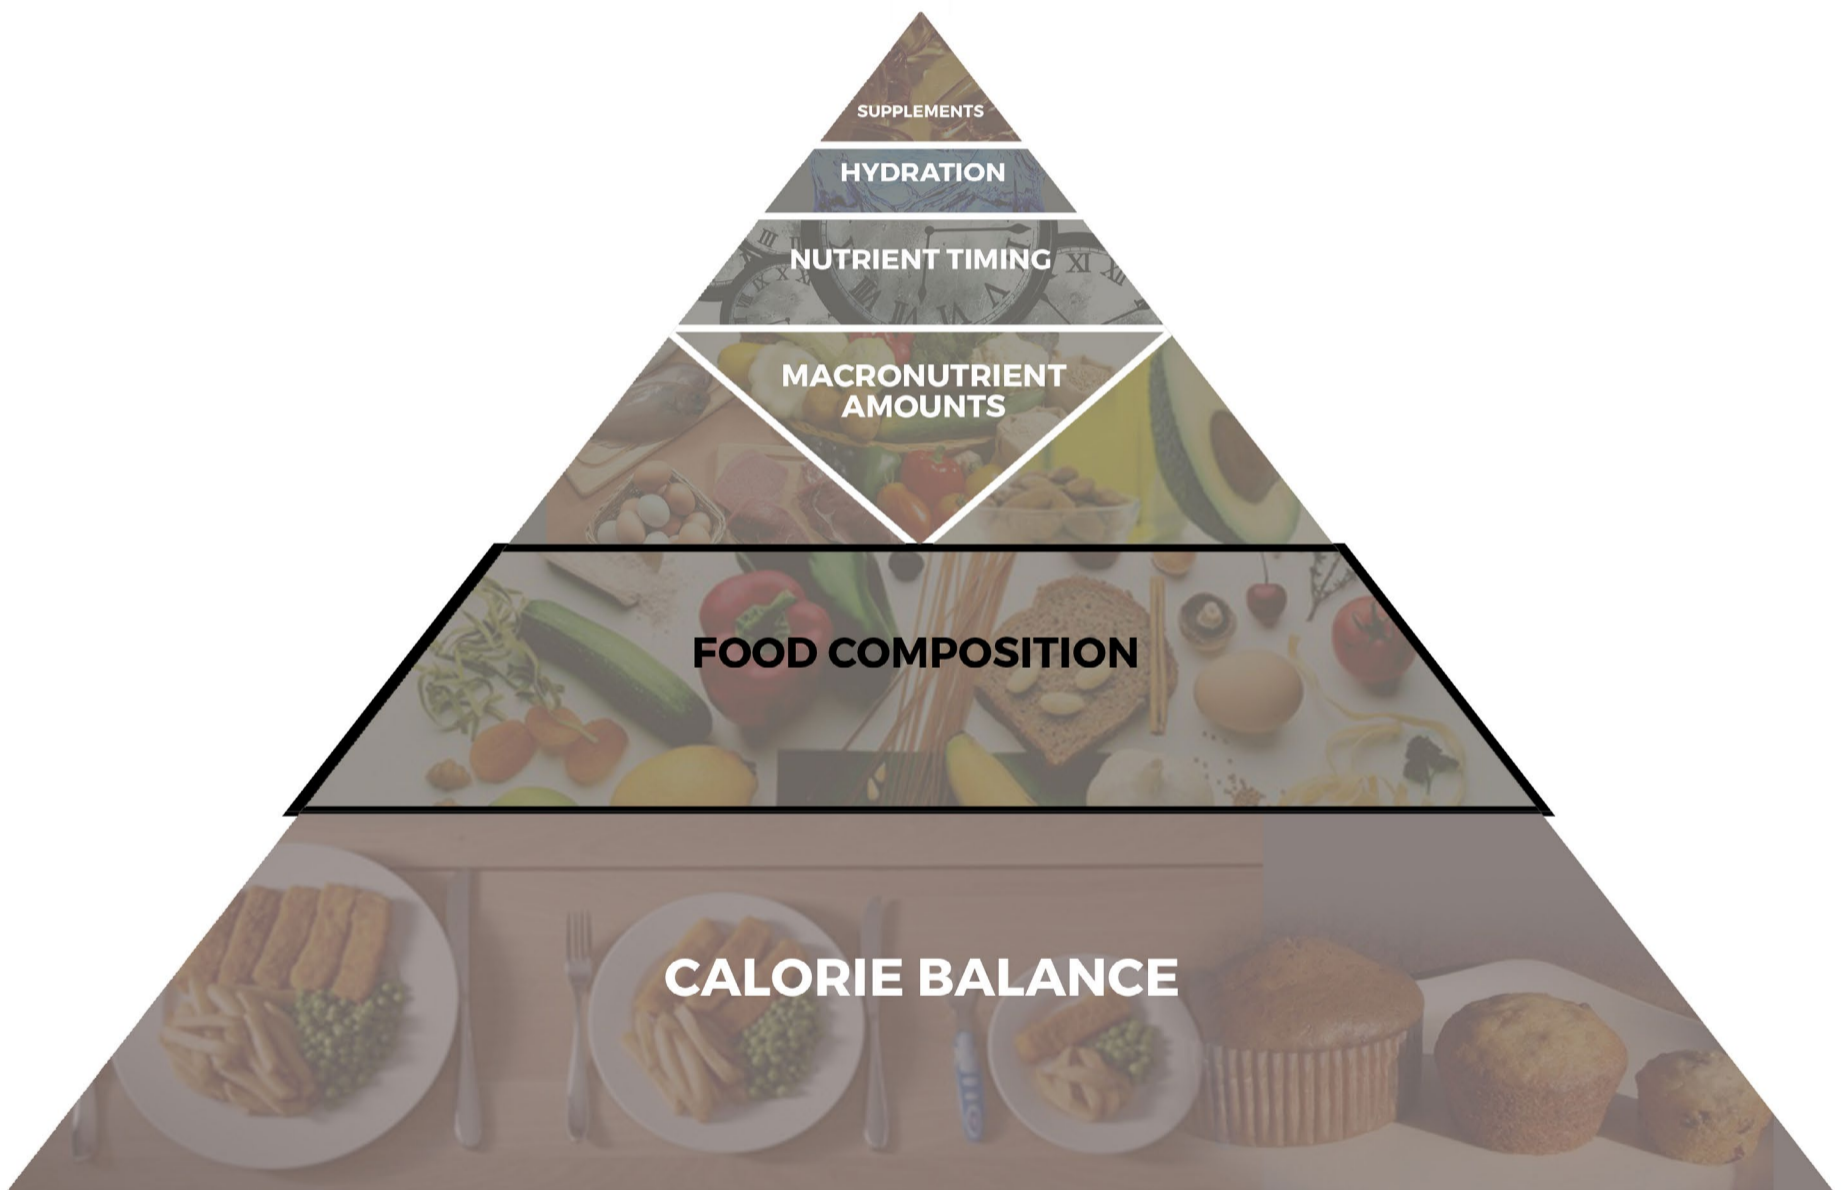 SUPPLEMENTS
HYDRATION
NUTRIENT TIMING
MACRONUTRIENT
AMOUNTS
FOOD COMPOSITION
CALORIE BALANCE